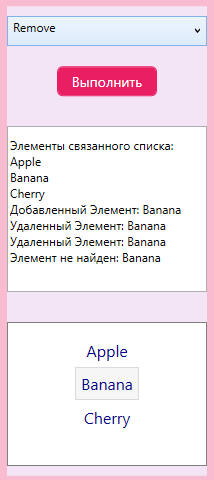 Remove
Выполнить
Элементы связанного списка:
Apple
Banana
Cherry
Добавленный Элемент: Banana
Удаленный Элемент: Banana
Удаленный Элемент: Banana
Элемент не найден: Banana
Apple
Banana
Cherry